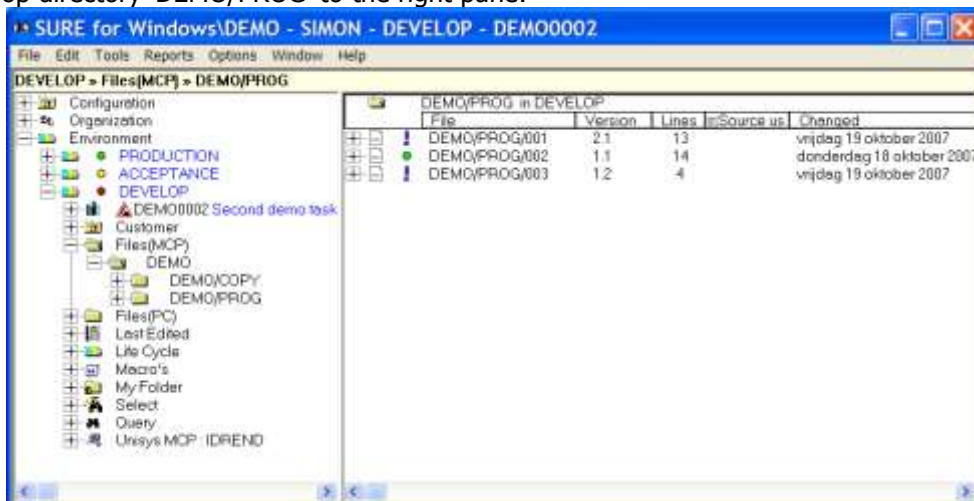 op directory 'DEMO/PROG' to the right panel.
SURE for Windows\DEMO - SIMON - DEVELOP - DEMO0002
File Edit Tools Reports Options Window Help
DEVELOP » Files(MCP) » DEMO/PROG
Configuration
Organization
Environment
PRODUCTION
ACCEPTANCE
DEVELOP
DEMO0002 Second demo task
Customer
Files(MCP)
DEMO
DEMO/COPY
DEMO/PROG
Files(PC)
Last Edited
Life Cycle
Macro's
My Folder
Select
Query
Unisys MCP IDREND
DEMO/PROG in DEVELOP
File Version Lines Source us Changed
DEMO/PROG/001 2.1 13 vrijdag 19 oktober 2007
DEMO/PROG/002 1.1 14 donderdag 18 oktober 2007
DEMO/PROG/003 1.2 4 vrijdag 19 oktober 2007